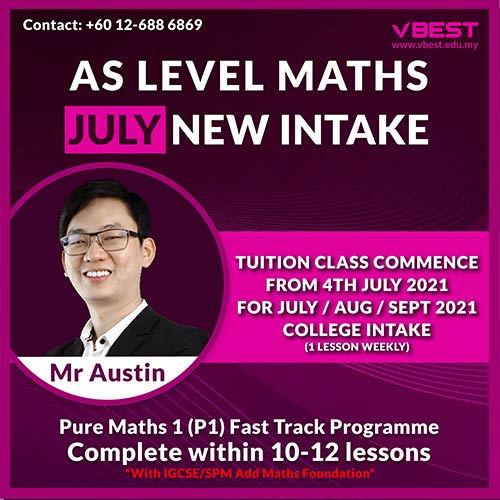 Contact: +60 12-688 6869
VBEST
www.vbest.edu.my
AS LEVEL MATHS
JULY NEW INTAKE
TUITION CLASS COMMENCE
FROM 4TH JULY 2021
FOR JULY / AUG / SEPT 2021
COLLEGE INTAKE
(1 LESSON WEEKLY)
Mr Austin
Pure Maths 1 (P1) Fast Track Programme
Complete within 10-12 lessons
*With IGCSE/SPM Add Maths Foundation*